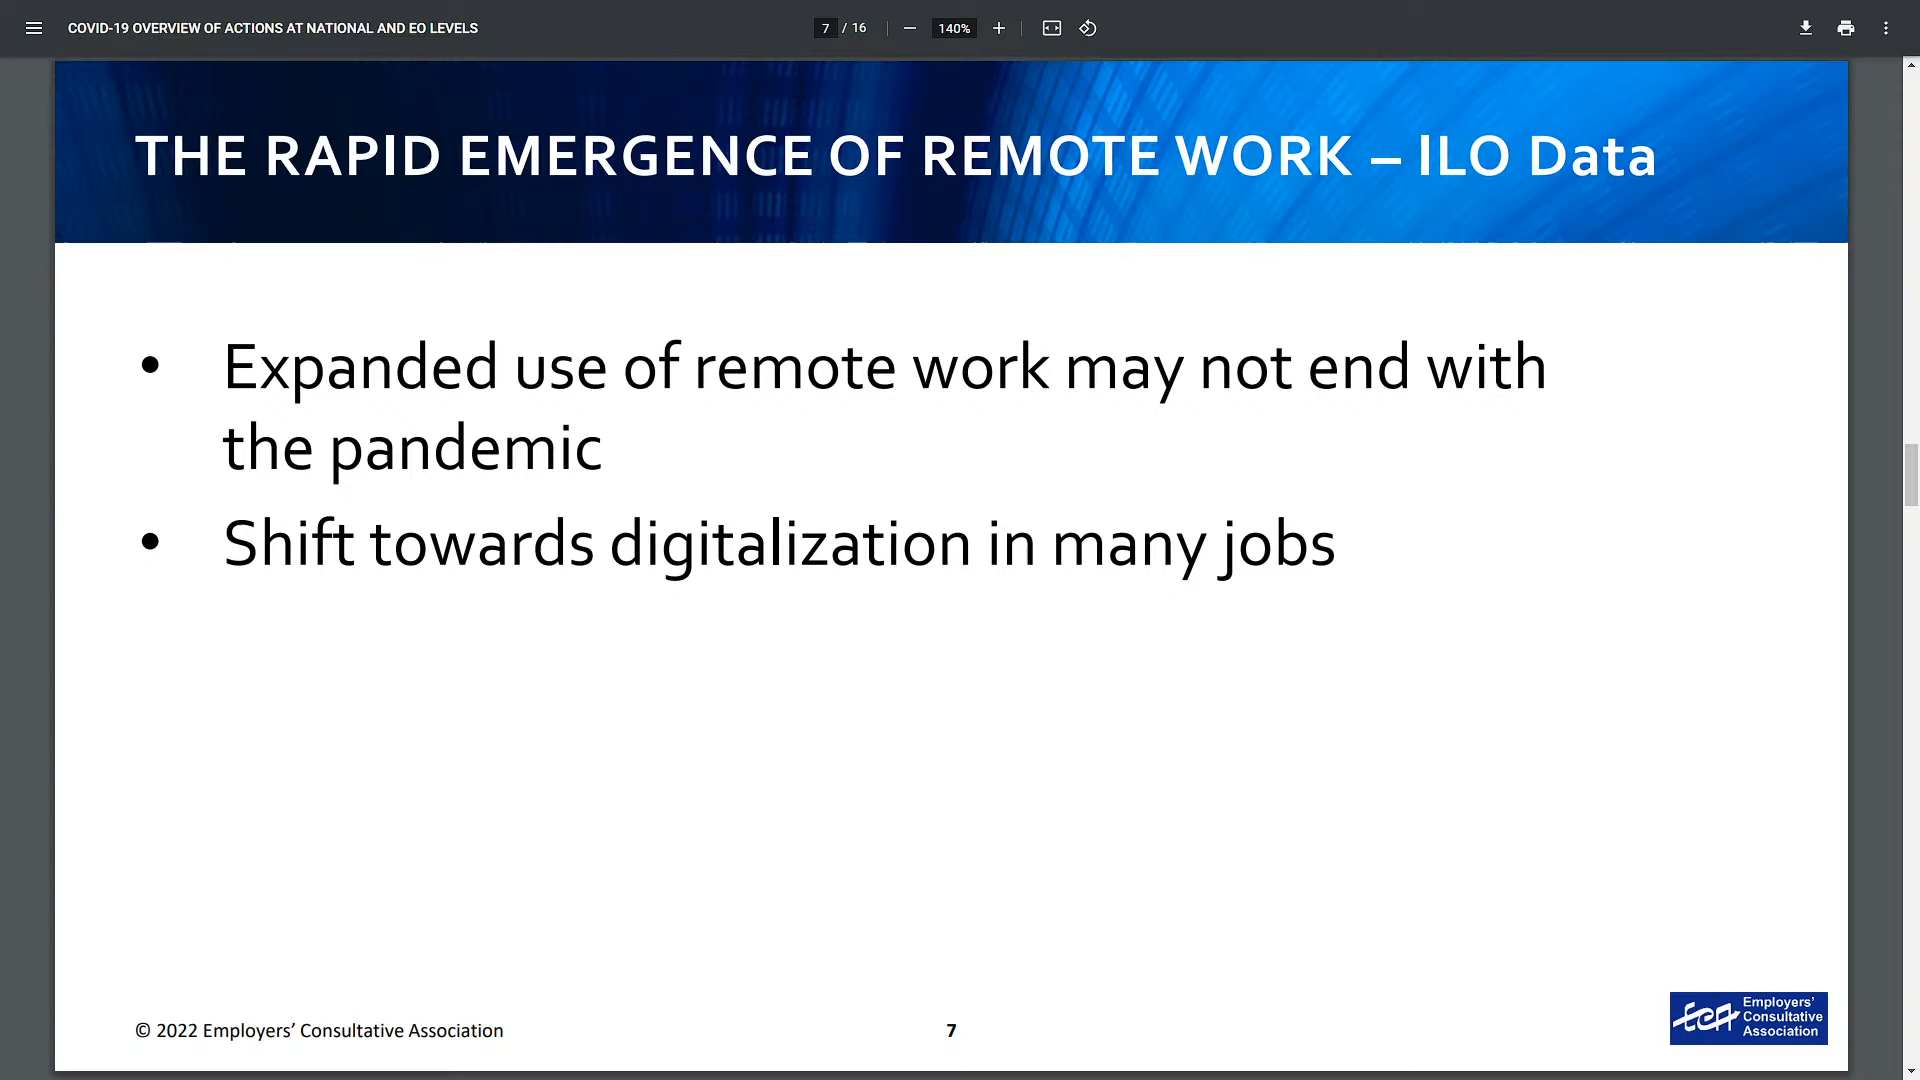 COVID-19 OVERVIEW OF ACTIONS AT NATIONAL AND EO LEVELS
7 / 16
140%
THE RAPID EMERGENCE OF REMOTE WORK – ILO Data
• Expanded use of remote work may not end with
the pandemic
• Shift towards digitalization in many jobs
© 2022 Employers’ Consultative Association
7
eca
Employers’
Consultative
Association